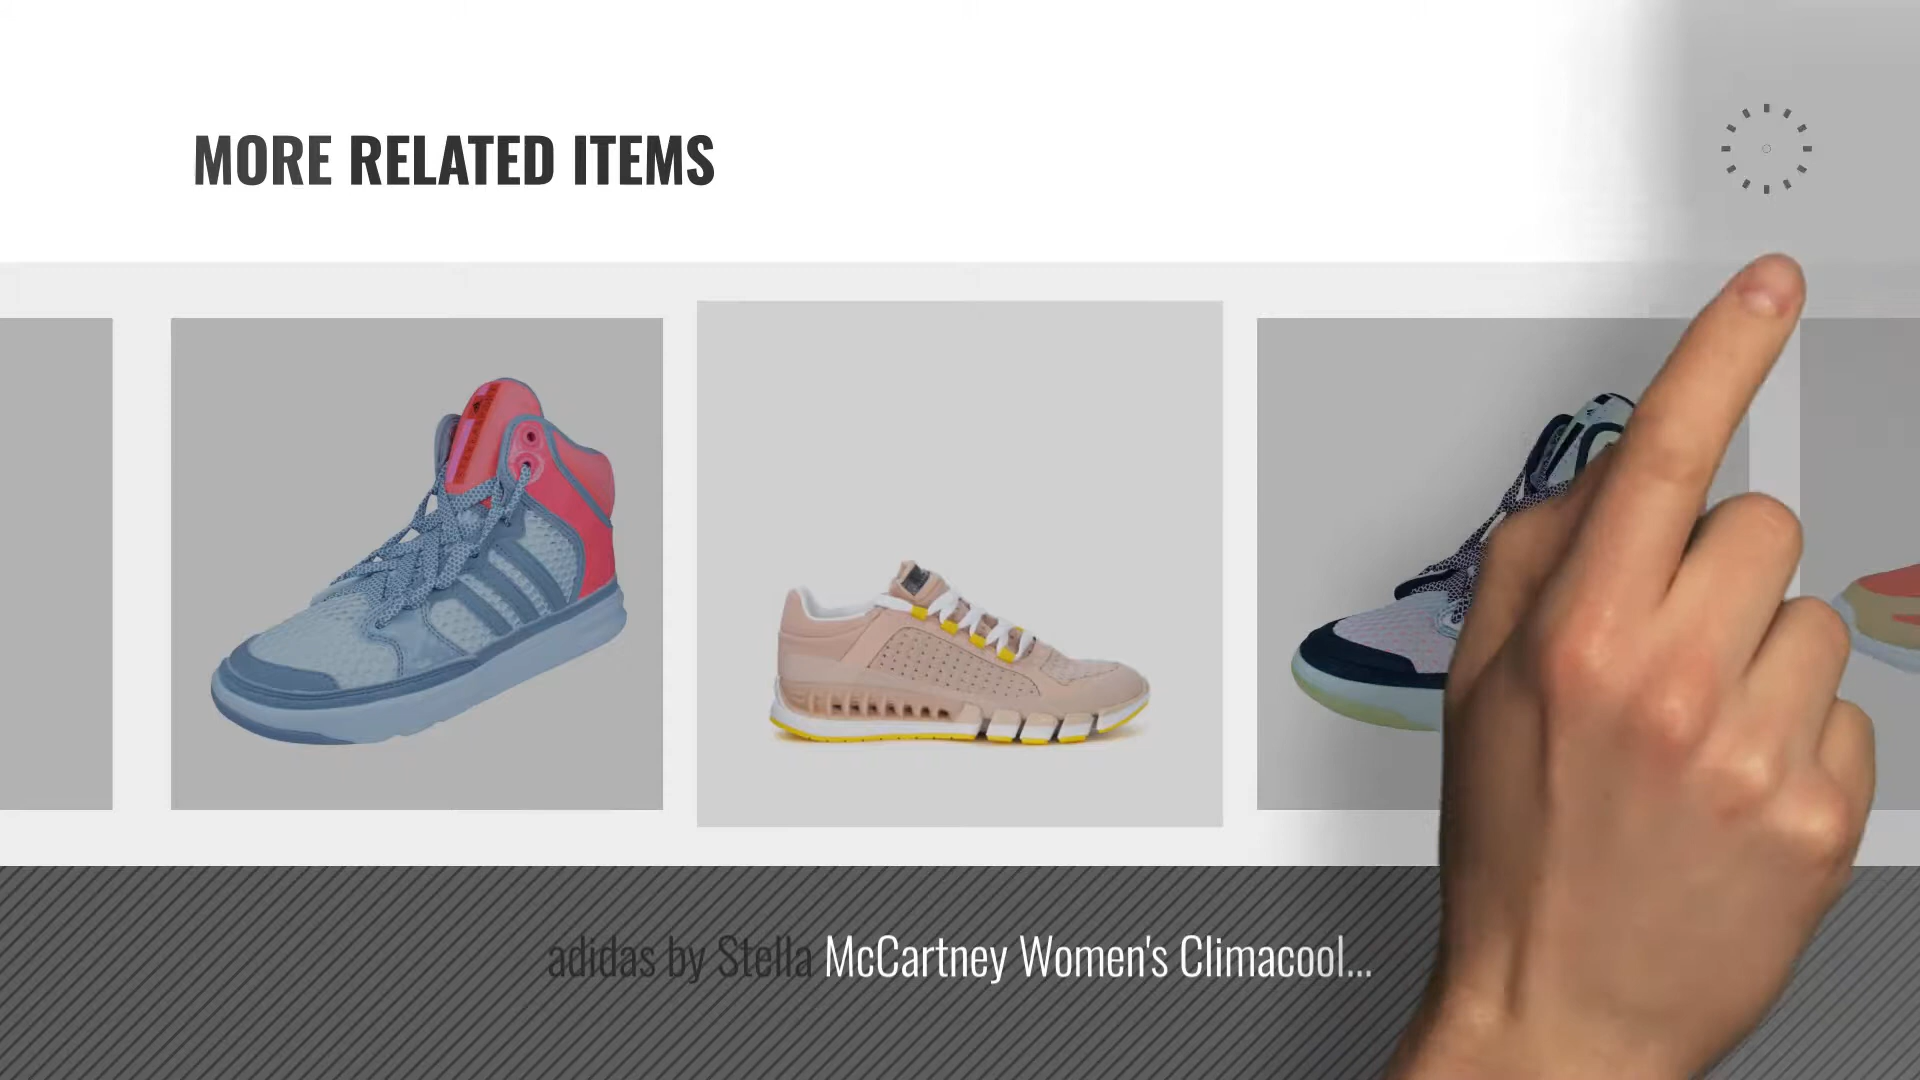 MORE RELATED ITEMS
adidas by Stella McCartney Women's Climacool...